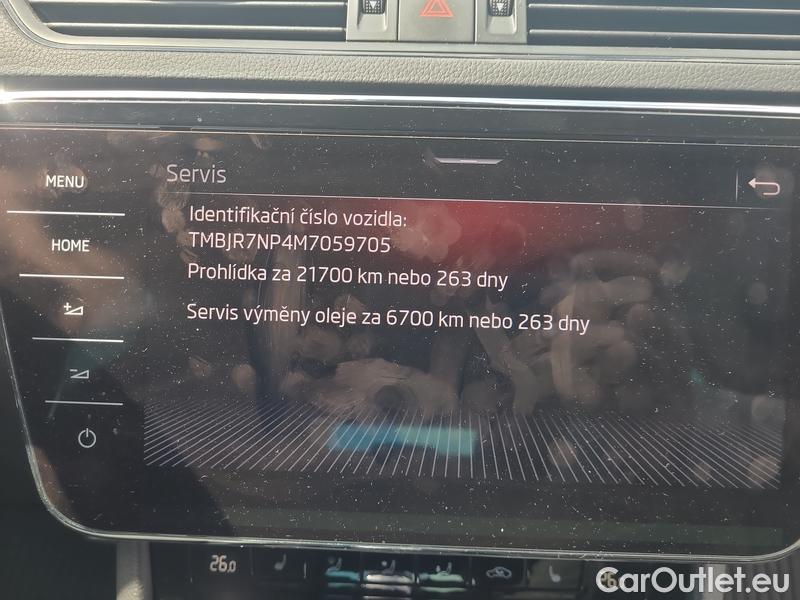 Servis
MENU
Identifikační číslo vozidla:
TMBJR7NP4M7059705
HOME
Prohlídka za 21700 km nebo 263 dny
Servis výměny oleje za 6700 km nebo 263 dny
26.0
CarOutlet.eu